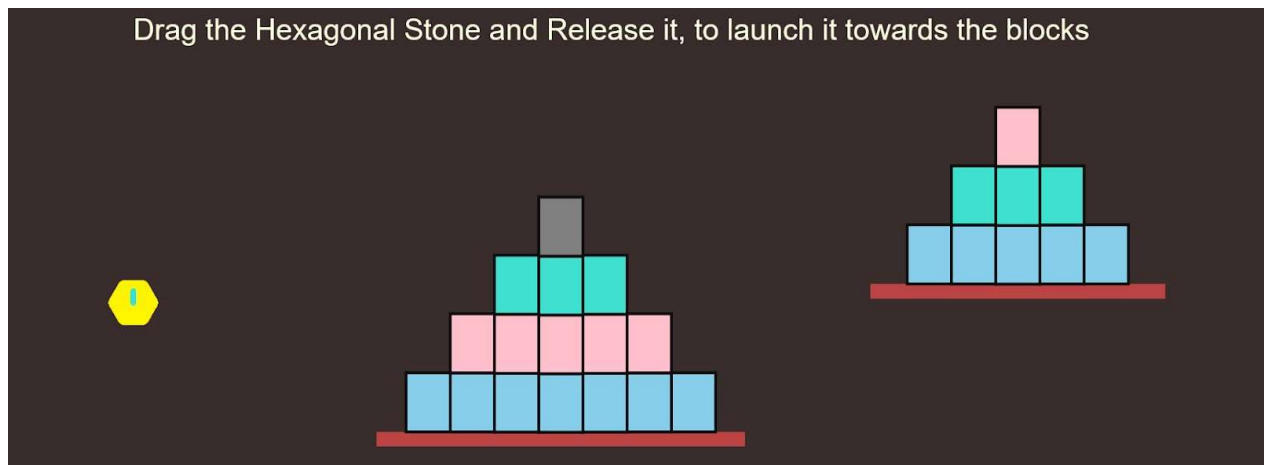 Drag the Hexagonal Stone and Release it, to launch it towards the blocks